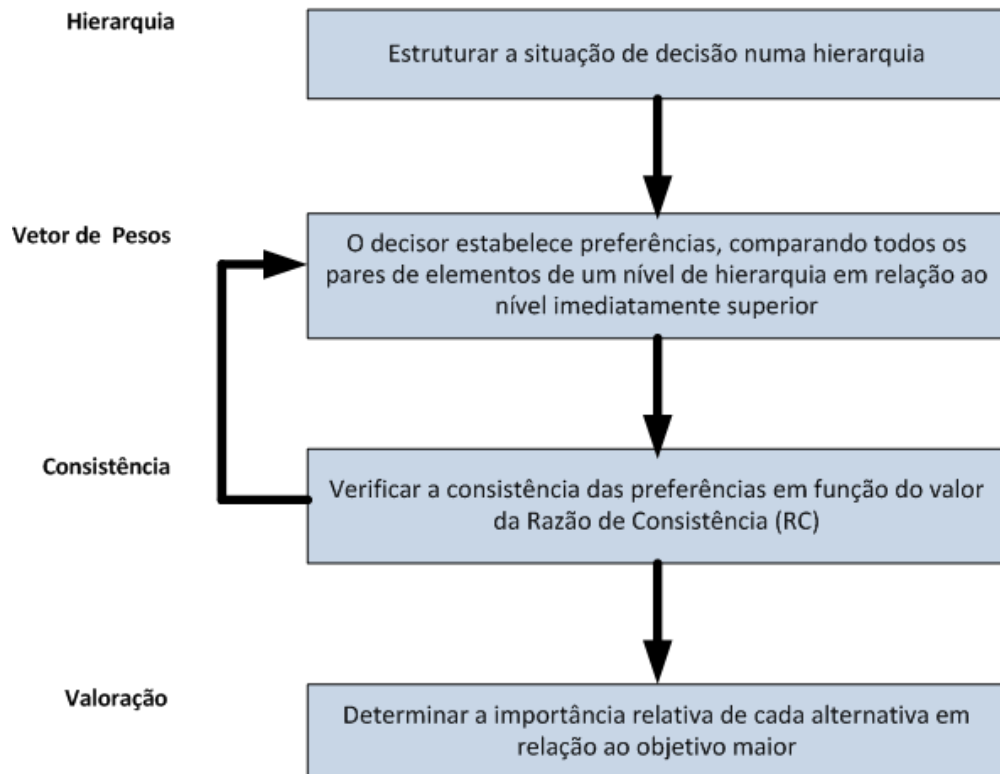 Hierarquia
Estruturar a situação de decisão numa hierarquia
Vetor de Pesos
O decisor estabelece preferências, comparando todos os
pares de elementos de um nível de hierarquia em relação ao
nível imediatamente superior
Consistência
Verificar a consistência das preferências em função do valor
da Razão de Consistência (RC)
Valoração
Determinar a importância relativa de cada alternativa em
relação ao objetivo maior